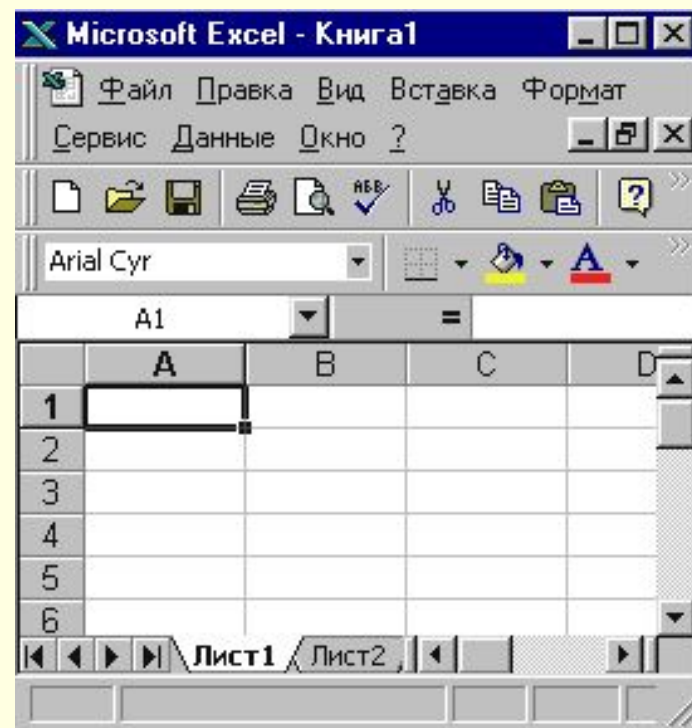 Microsoft Excel - Книга1
Файл Правка Вид Вставка Формат
Сервис Данные Окно ?
АБВ
Arial Cyr A
A1 =
A B C D
1
2
3
4
5
6
Лист1 Лист2